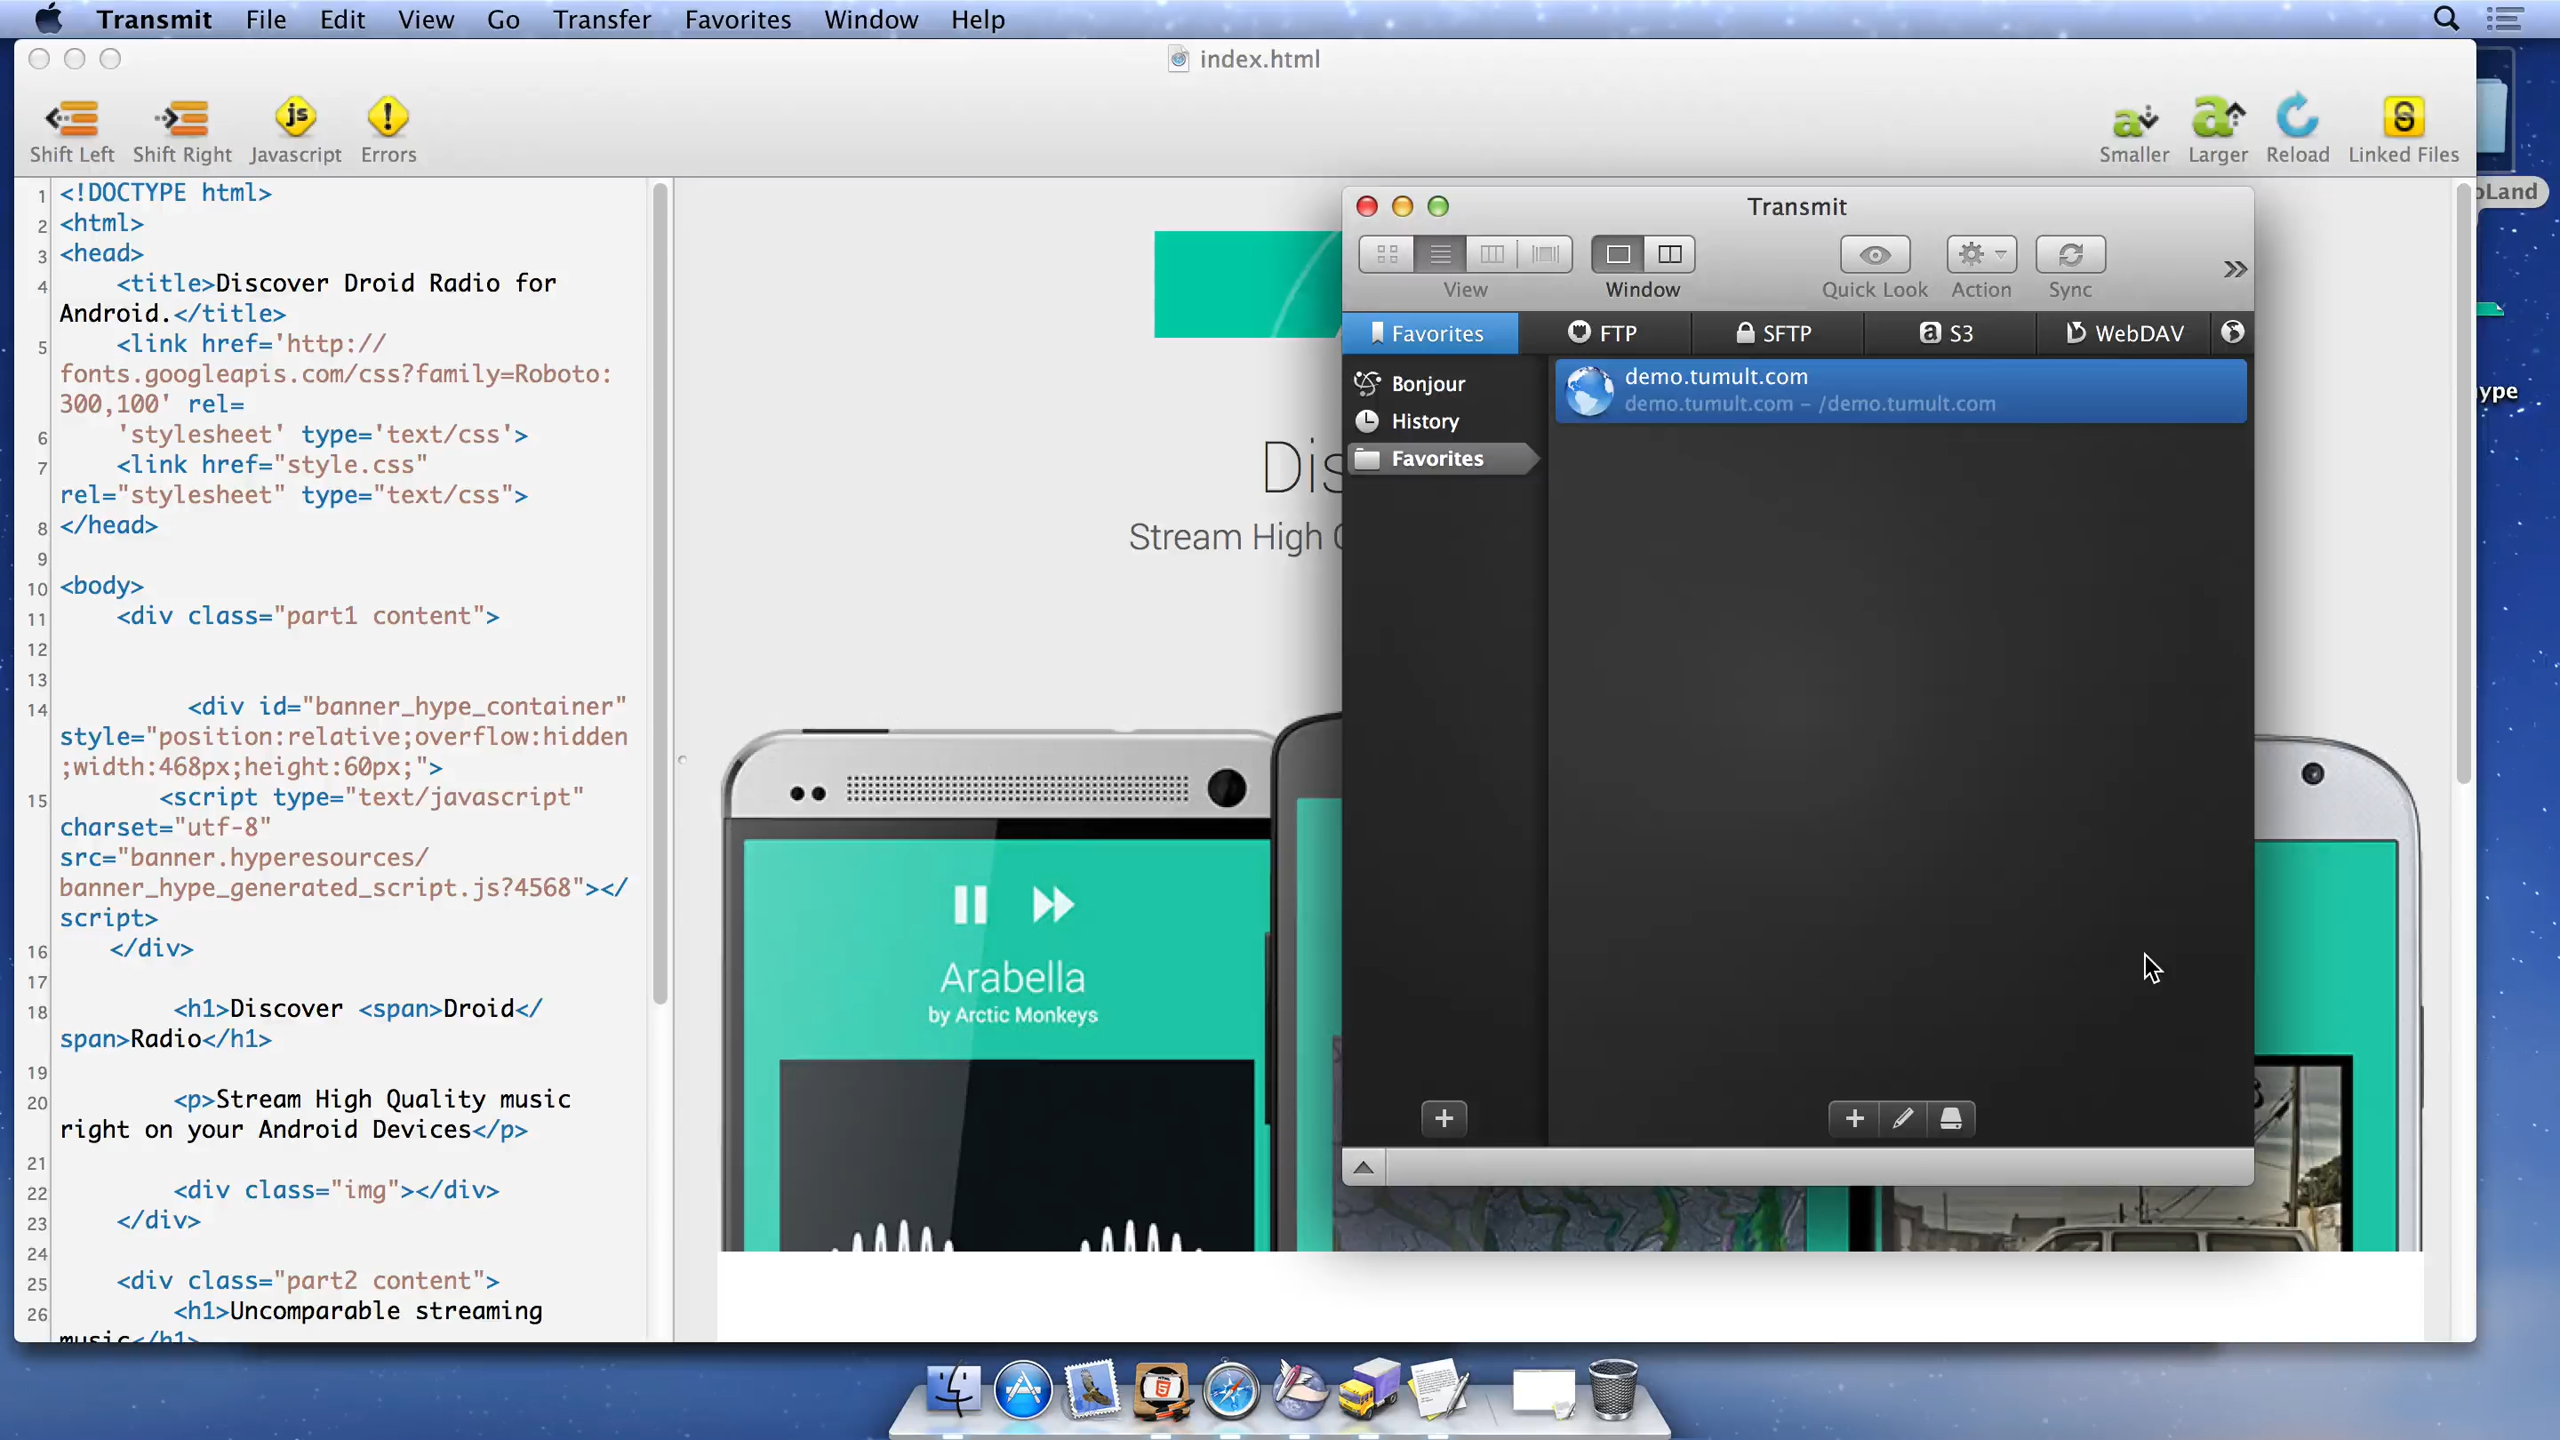 Transmit File Edit View Go Transfer Favorites Window Help
index.html
Shift Left Shift Right Javascript Errors
Smaller Larger Reload Linked Files
1 <!DOCTYPE html>
2 <html>
3 <head>
4 <title>Discover Droid Radio for
Android.</title>
5 <link href='http://
fonts.googleapis.com/css?family=Roboto:
300,100' rel=
6 'stylesheet' type='text/css'>
7 <link href="style.css"
rel="stylesheet" type="text/css">
8 </head>
9
10 <body>
11 <div class="part1 content">
12
13
14 <div id="banner_hype_container"
style="position:relative;overflow:hidden
;width:468px;height:60px;">
15 <script type="text/javascript"
charset="utf-8"
src="banner.hyperesources/
banner_hype_generated_script.js?4568"></
script>
16 </div>
17
18 <h1>Discover <span>Droid</
span>Radio</h1>
19
20 <p>Stream High Quality music
right on your Android Devices</p>
21
22 <div class="img"></div>
23 </div>
24
25 <div class="part2 content">
26 <h1>Uncomparable streaming
music</h1>
Dis
Stream High
Arabella
by Arctic Monkeys
Transmit
View Window Quick Look Action Sync
Favorites FTP SFTP S3 WebDAV
Bonjour
History
Favorites
demo.tumult.com
demo.tumult.com – /demo.tumult.com
oLand
ype